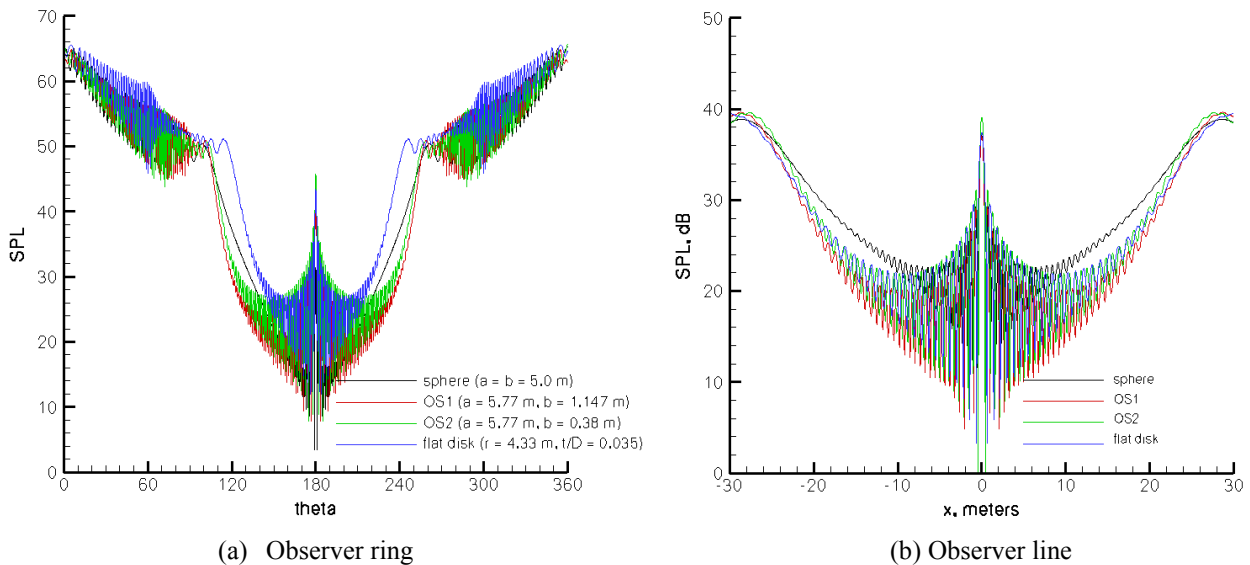 SPL
70
60
50
40
30
20
10
0
0 60 120 180 240 300 360
theta
sphere (a = b = 5.0 m)
OS1 (a = 5.77 m, b = 1.147 m)
OS2 (a = 5.77 m, b = 0.38 m)
flat disk (r = 4.33 m, t/D = 0.035)
(a) Observer ring
SPL, dB
50
40
30
20
10
0
-30 -20 -10 0 10 20 30
x, meters
sphere
OS1
OS2
flat disk
(b) Observer line